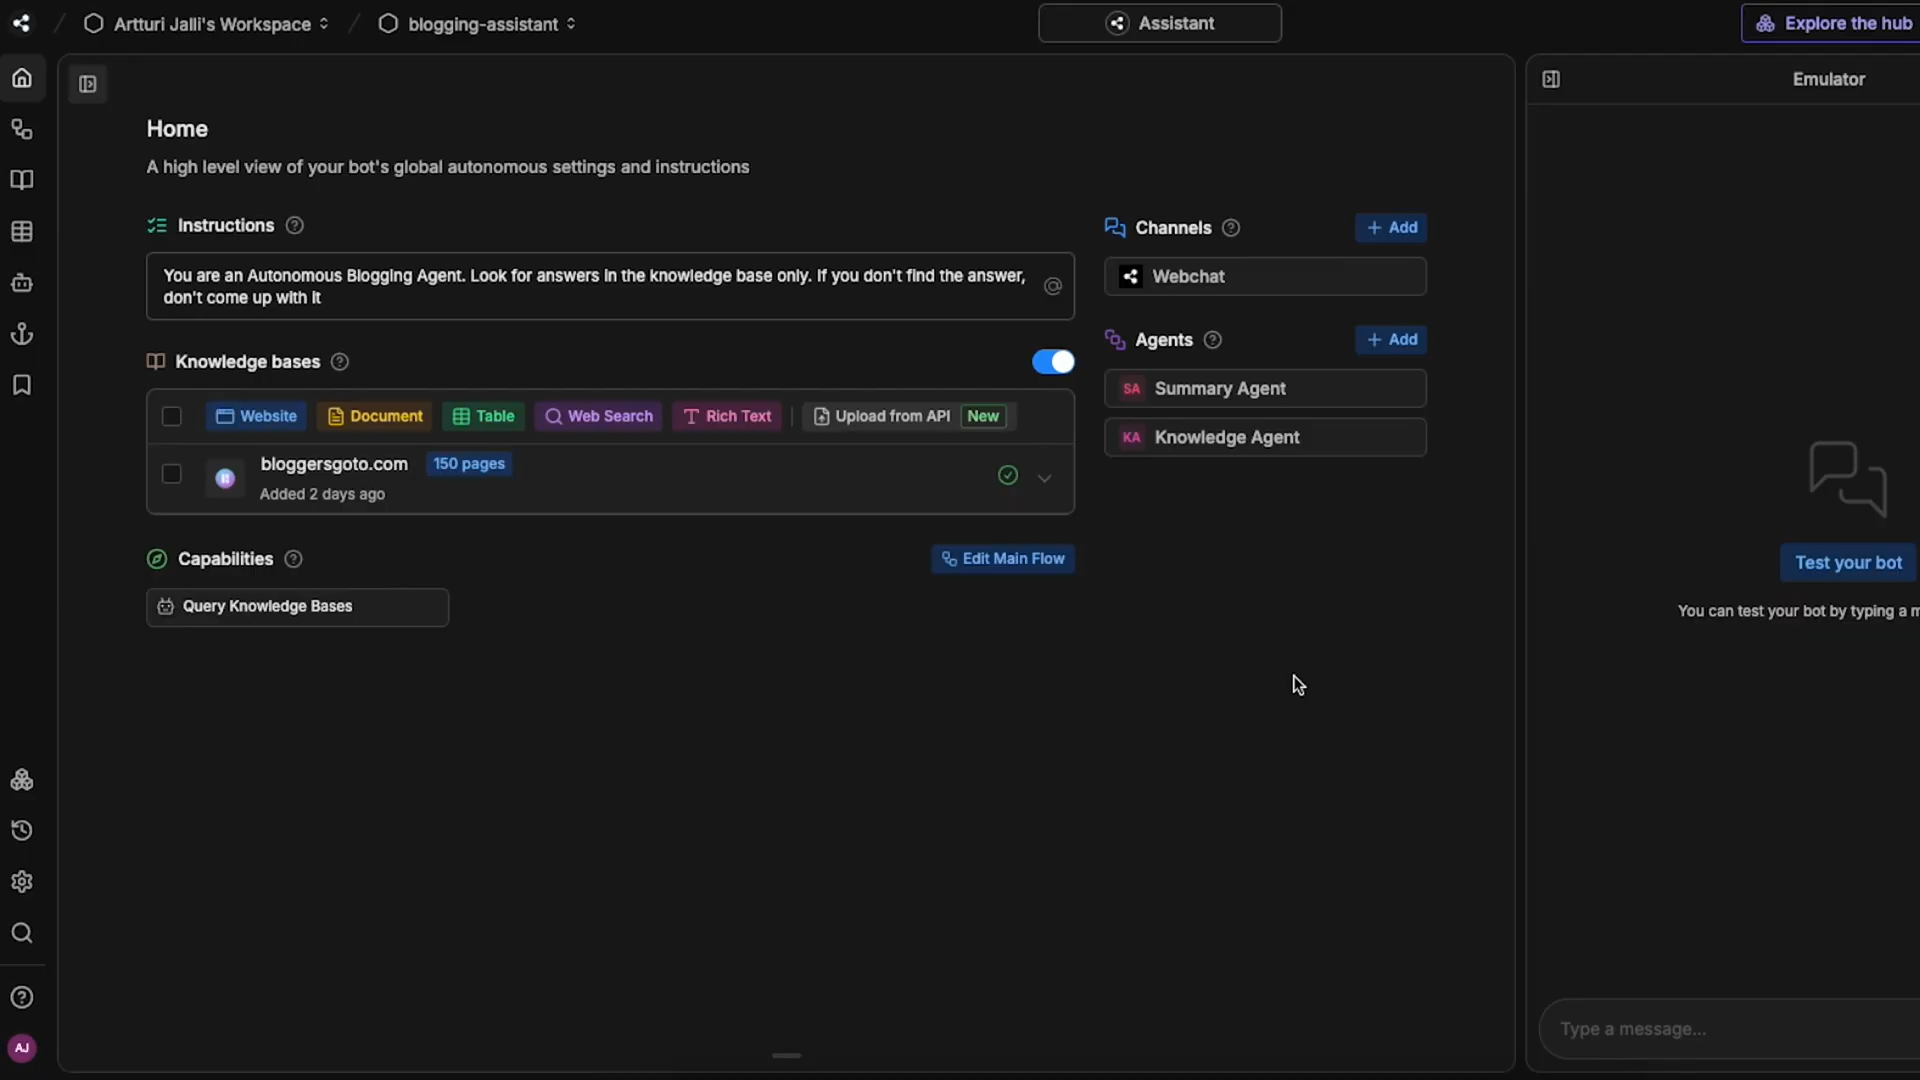 Artturi Jalli's Workspace
blogging-assistant
Assistant
Explore the hub
Home
A high level view of your bot's global autonomous settings and instructions
Instructions
You are an Autonomous Blogging Agent. Look for answers in the knowledge base only. If you don't find the answer,
don't come up with it
Knowledge bases
Website
Document
Table
Web Search
Rich Text
Upload from API
New
bloggersgoto.com
150 pages
Added 2 days ago
Capabilities
Edit Main Flow
Query Knowledge Bases
Channels
+ Add
Webchat
Agents
+ Add
SA
Summary Agent
KA
Knowledge Agent
Emulator
Test your bot
You can test your bot by typing a m
Type a message...
AJ